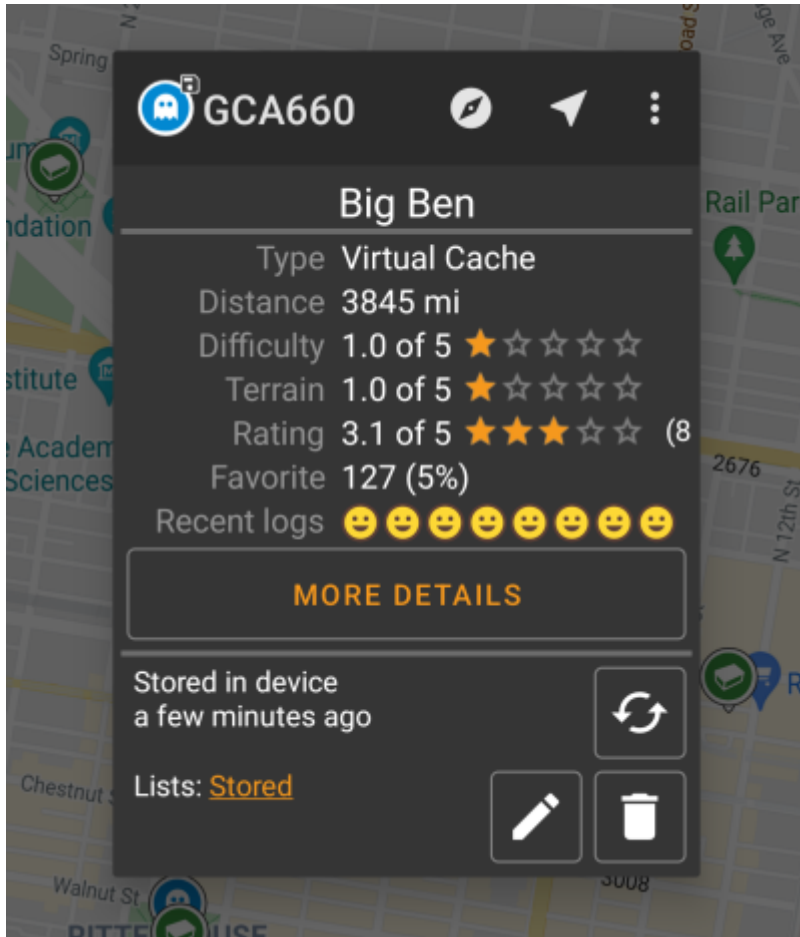 Spring
GCA660
Big Ben
Rail Par
Type Virtual Cache
ndation
Distance 3845 mi
Difficulty 1.0 of 5
stitute
Terrain 1.0 of 5
Rating 3.1 of 5 (8
Academ
Sciences
2676
Favorite 127 (5%)
Recent logs
N 12th St
MORE DETAILS
Stored in device
a few minutes ago
R
Lists: Stored
Chestnut
Walnut St
3008